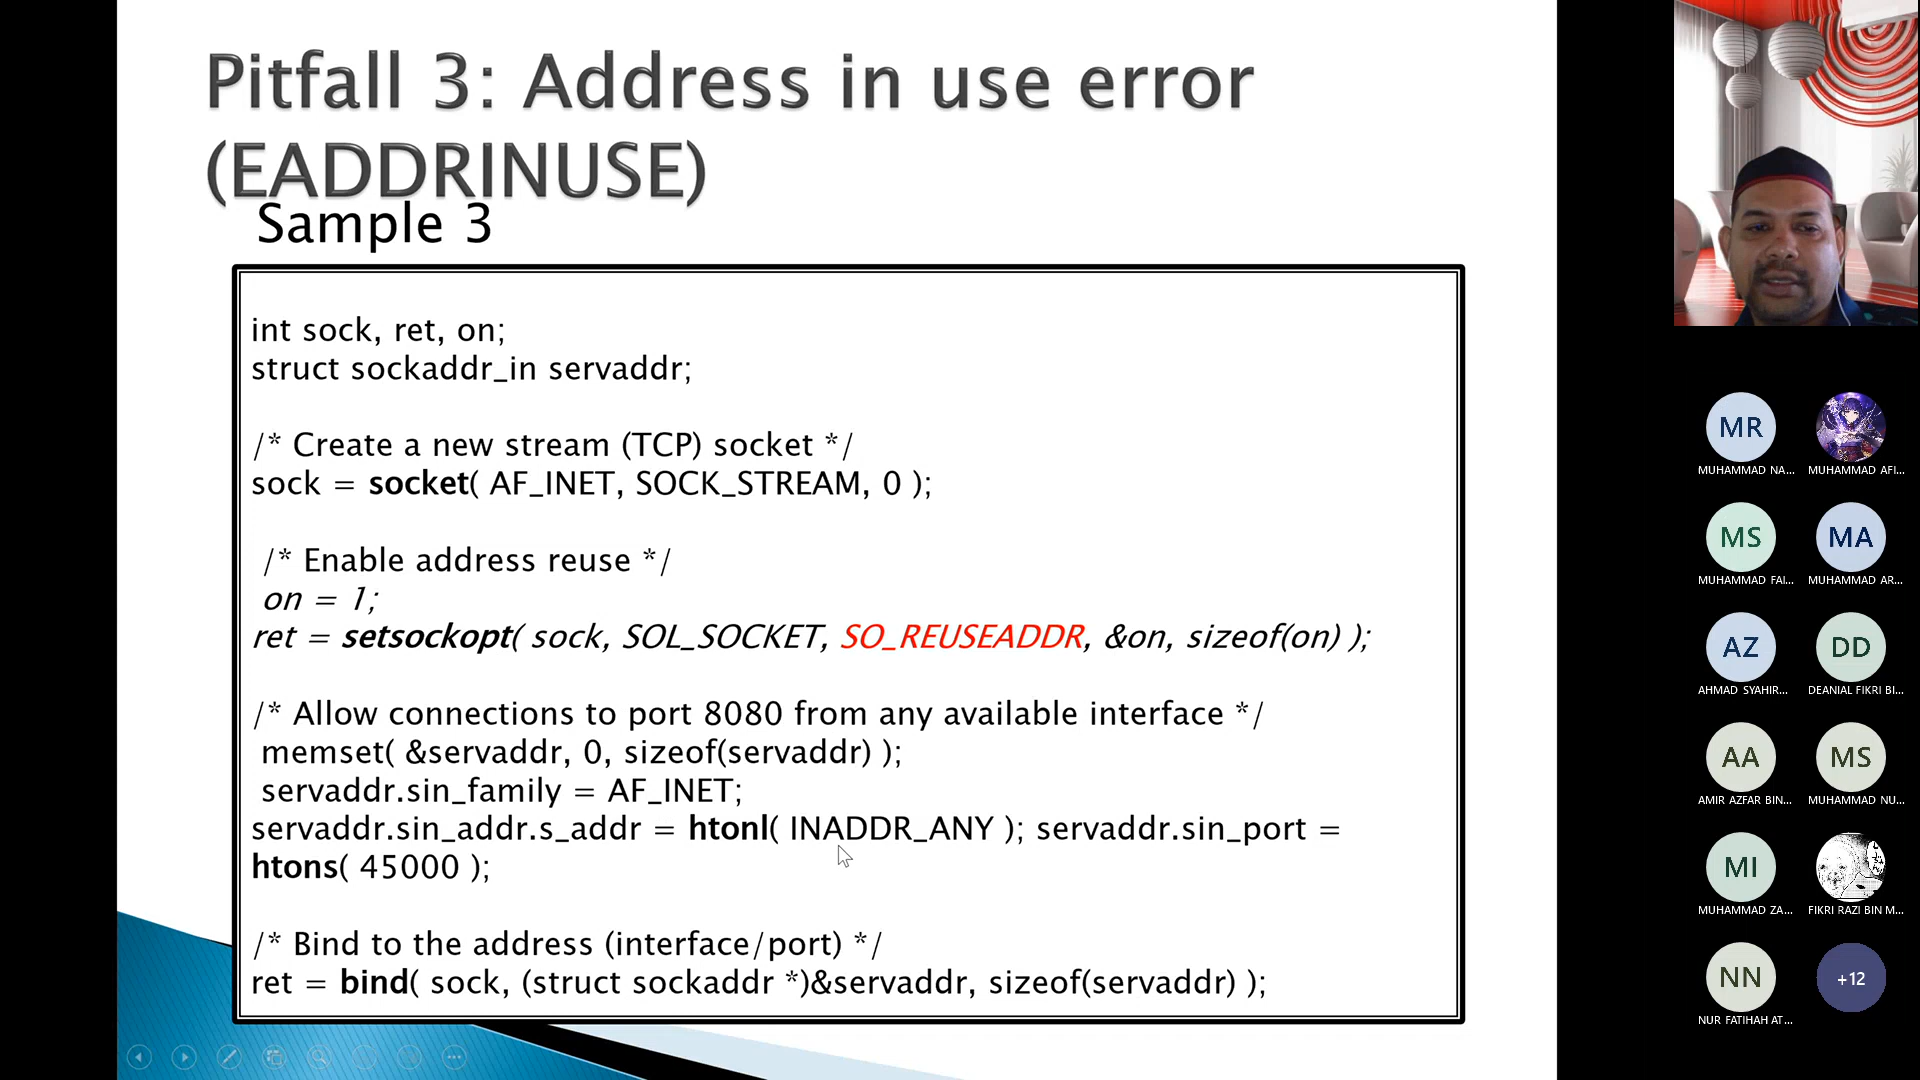 Pitfall 3: Address in use error
(EADDRINUSE)
Sample 3
int sock, ret, on;
struct sockaddr_in servaddr;
/* Create a new stream (TCP) socket */
sock = socket( AF_INET, SOCK_STREAM, 0 );
/* Enable address reuse */
on = 1;
ret = setsockopt( sock, SOL_SOCKET, SO_REUSEADDR, &on, sizeof(on) );
/* Allow connections to port 8080 from any available interface */
memset( &servaddr, 0, sizeof(servaddr) );
servaddr.sin_family = AF_INET;
servaddr.sin_addr.s_addr = htonl( INADDR_ANY ); servaddr.sin_port =
htons( 45000 );
/* Bind to the address (interface/port) */
ret = bind( sock, (struct sockaddr *)&servaddr, sizeof(servaddr) );
MR
MUHAMMAD NA...
MUHAMMAD AFI...
MS
MUHAMMAD FAI...
MA
MUHAMMAD AR...
AZ
AHMAD SYAHIR...
DD
DEANIAL FIKRI BI...
AA
AMIR AZFAR BIN...
MS
MUHAMMAD NU...
MI
MUHAMMAD ZA...
FIKRI RAZI BIN M...
NN
NUR FATIHAH AT...
+12